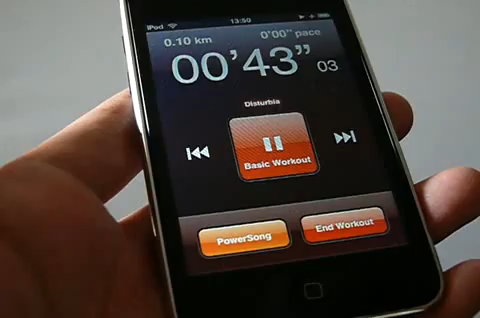 iPod 13:50
0.10 km 0'00" pace
00'43" 03
Disturbia
Basic Workout
PowerSong End Workout